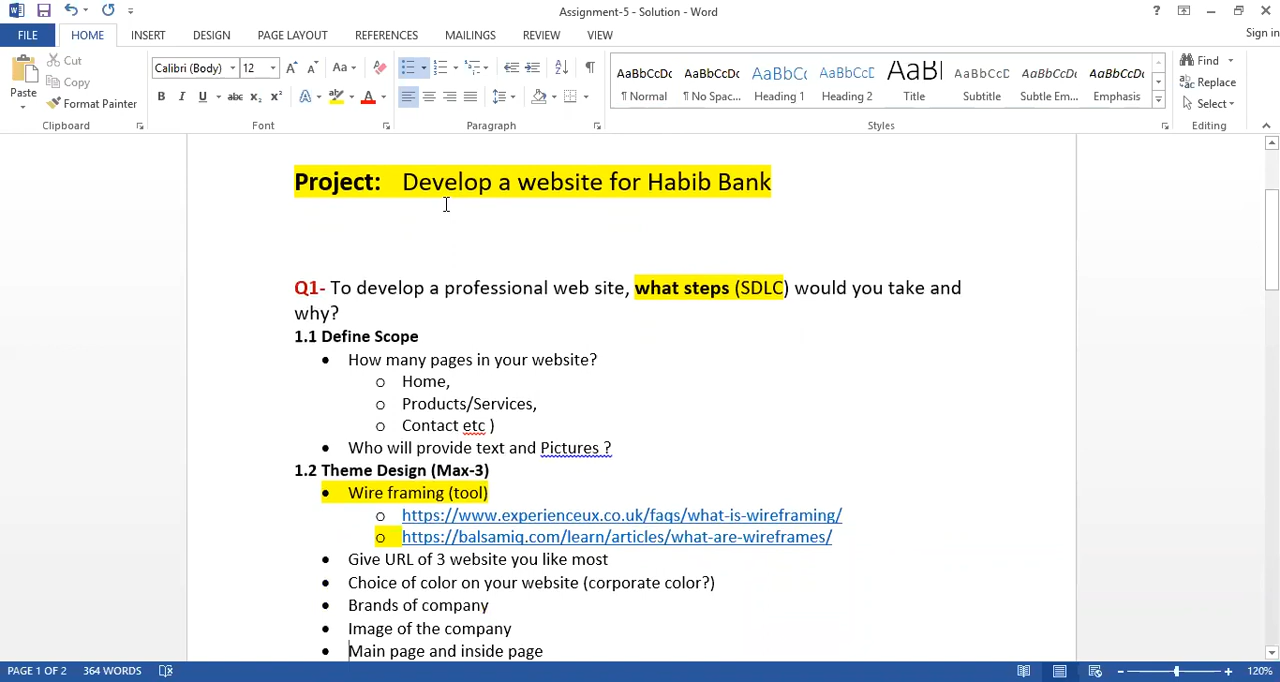 Assignment-5 - Solution - Word
?
FILE HOME INSERT DESIGN PAGE LAYOUT REFERENCES MAILINGS REVIEW VIEW Sign in
Paste
Cut
Copy
Format Painter
Clipboard
Calibri (Body) 12
Font
Paragraph
AaBbCcDc ¶ Normal
AaBbCcDc ¶ No Spac...
AaBbCc Heading 1
AaBbCcC Heading 2
AaBI Title
AaBbCcC Subtitle
AaBbCcDc Subtle Em...
AaBbCcDc Emphasis
Styles
Find
Replace
Select
Editing
Project: Develop a website for Habib Bank
Q1- To develop a professional web site, what steps (SDLC) would you take and
why?
1.1 Define Scope
• How many pages in your website?
o Home,
o Products/Services,
o Contact etc )
• Who will provide text and Pictures ?
1.2 Theme Design (Max-3)
• Wire framing (tool)
o https://www.experienceux.co.uk/faqs/what-is-wireframing/
o https://balsamiq.com/learn/articles/what-are-wireframes/
• Give URL of 3 website you like most
• Choice of color on your website (corporate color?)
• Brands of company
• Image of the company
• Main page and inside page
PAGE 1 OF 2 364 WORDS 120%